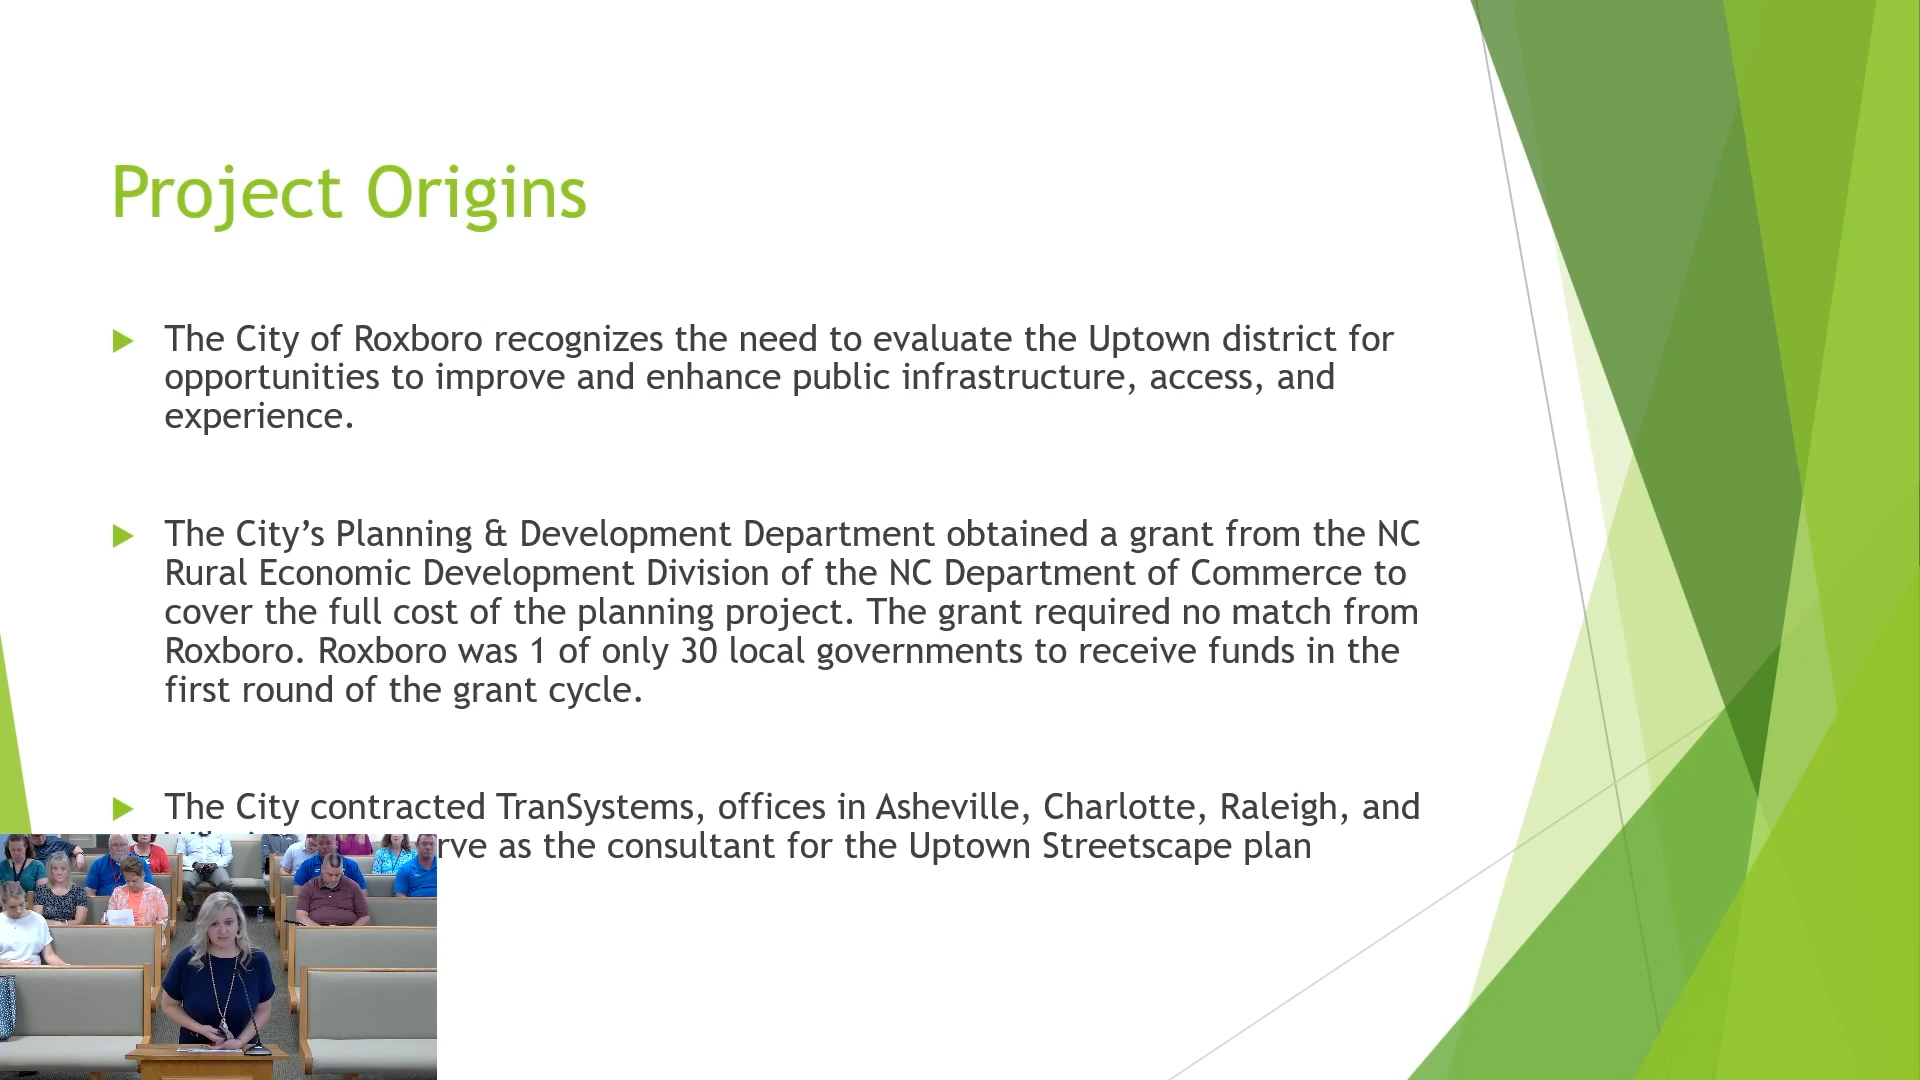 Project Origins
The City of Roxboro recognizes the need to evaluate the Uptown district for
opportunities to improve and enhance public infrastructure, access, and
experience.
The City’s Planning & Development Department obtained a grant from the NC
Rural Economic Development Division of the NC Department of Commerce to
cover the full cost of the planning project. The grant required no match from
Roxboro. Roxboro was 1 of only 30 local governments to receive funds in the
first round of the grant cycle.
The City contracted TranSystems, offices in Asheville, Charlotte, Raleigh, and
as the consultant for the Uptown Streetscape plan